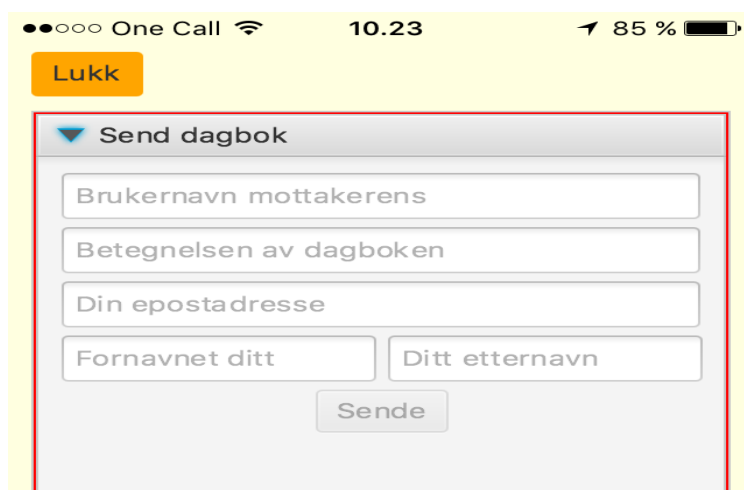 One Call 10.23 85 %
Lukk
Send dagbok
Brukernavn mottakerens
Betegnelsen av dagboken
Din epostadresse
Fornavnet ditt Ditt etternavn
Sende